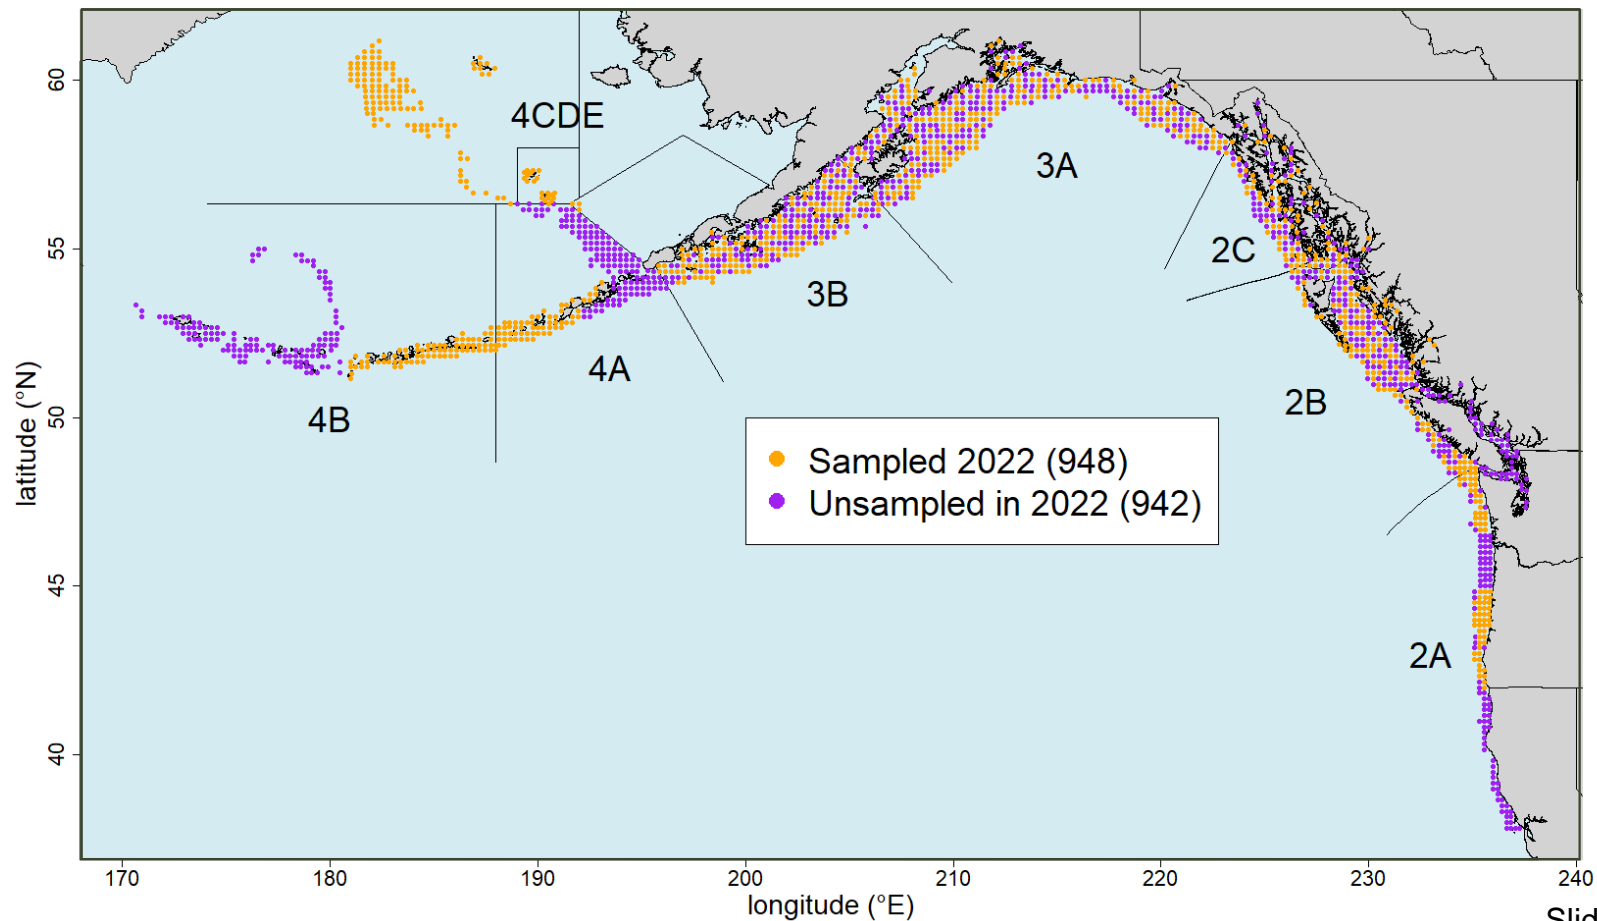 60
55
50
45
40
latitude (°N)
4CDE
3A
2C
3B
4A
2B
4B
2A
Sampled 2022 (948)
Unsampled in 2022 (942)
170
180
190
200
210
220
230
240
longitude (°E)